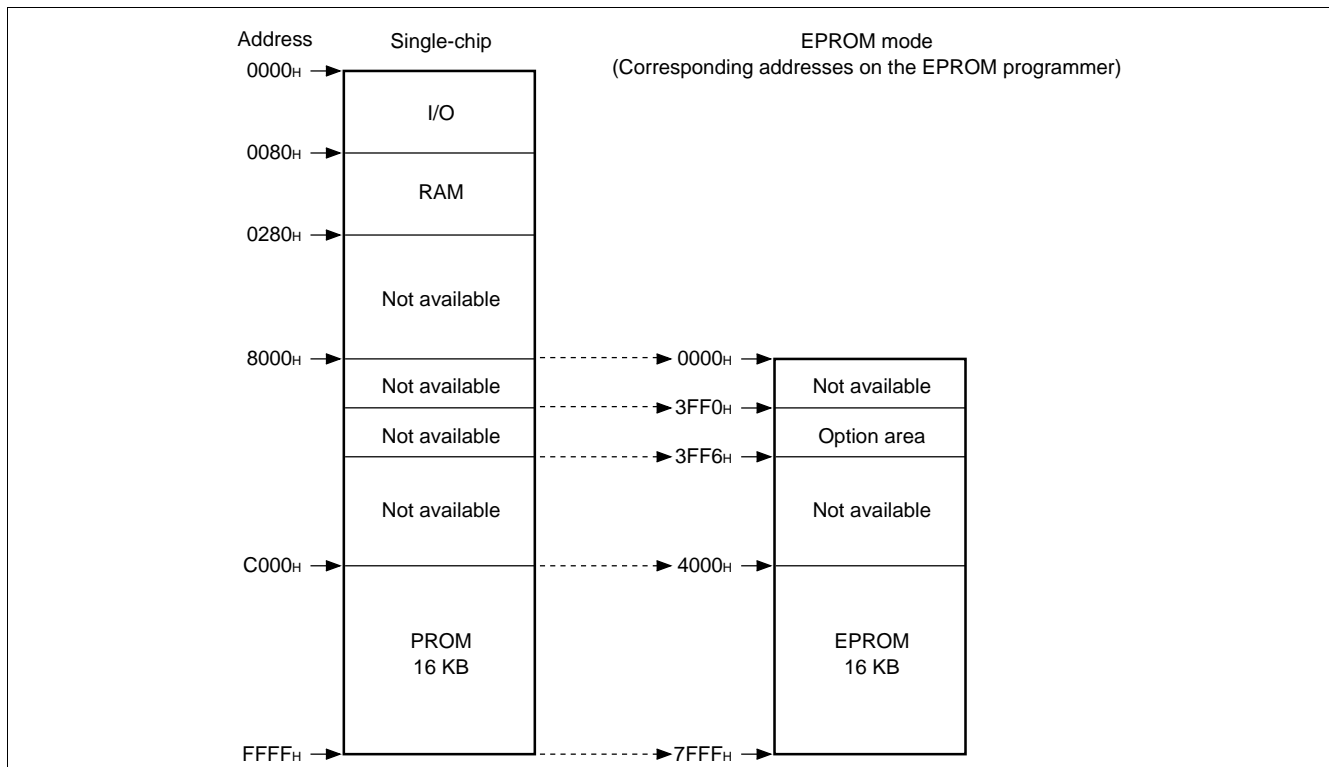 Address Single-chip EPROM mode
0000H (Corresponding addresses on the EPROM programmer)
I/O
0080H
RAM
0280H
Not available
8000H 0000H
Not available Not available
3FF0H
Not available Option area
3FF6H
Not available Not available
C000H 4000H
PROM EPROM
16 KB 16 KB
FFFFH 7FFFH